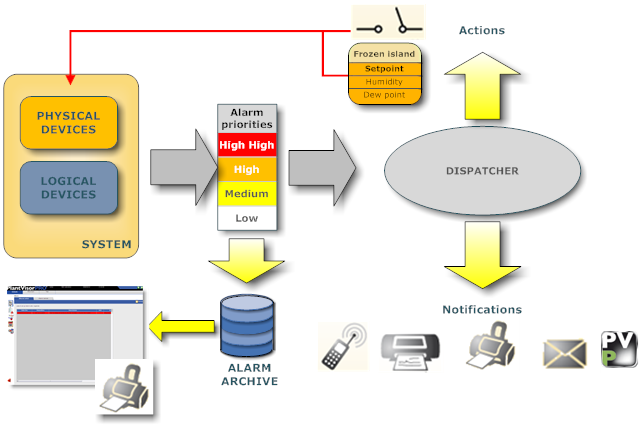 Actions
Frozen island
Setpoint
Humidity
Dew point
PHYSICAL
DEVICES
LOGICAL
DEVICES
SYSTEM
Alarm
priorities
High High
High
Medium
Low
DISPATCHER
PlantVisor
Notifications
ALARM
ARCHIVE
PV
P